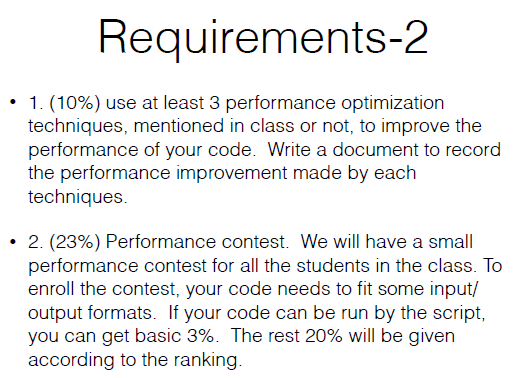 Requirements-2
• 1. (10%) use at least 3 performance optimization
techniques, mentioned in class or not, to improve the
performance of your code.  Write a document to record
the performance improvement made by each
techniques.
• 2. (23%) Performance contest.  We will have a small
performance contest for all the students in the class. To
enroll the contest, your code needs to fit some input/
output formats.  If your code can be run by the script,
you can get basic 3%.  The rest 20% will be given
according to the ranking.